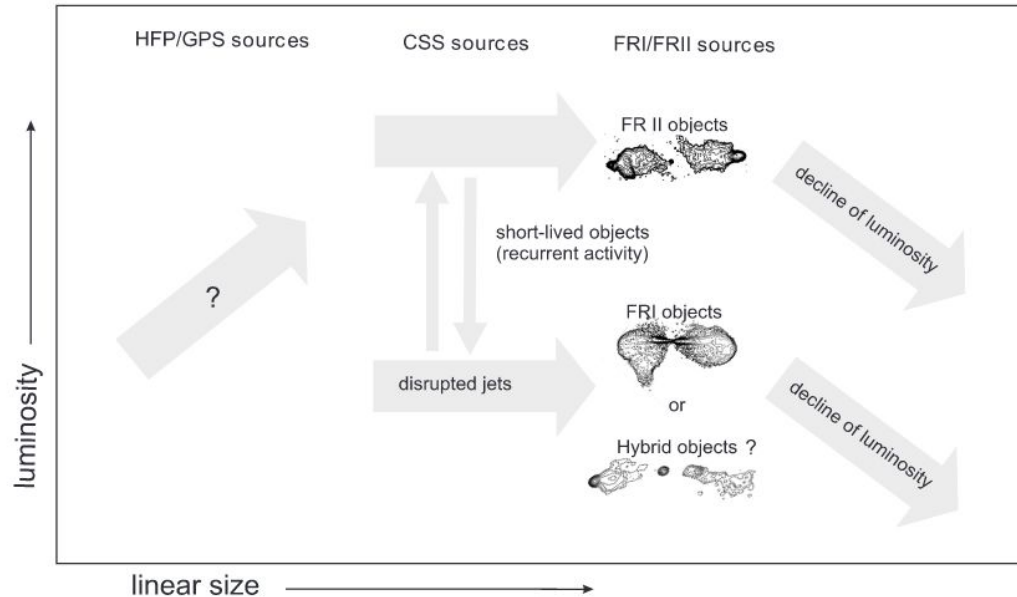 HFP/GPS sources
CSS sources
FRI/FRII sources
FR II objects
decline of luminosity
short-lived objects
(recurrent activity)
?
FRI objects
disrupted jets
or
decline of luminosity
Hybrid objects ?
luminosity
linear size